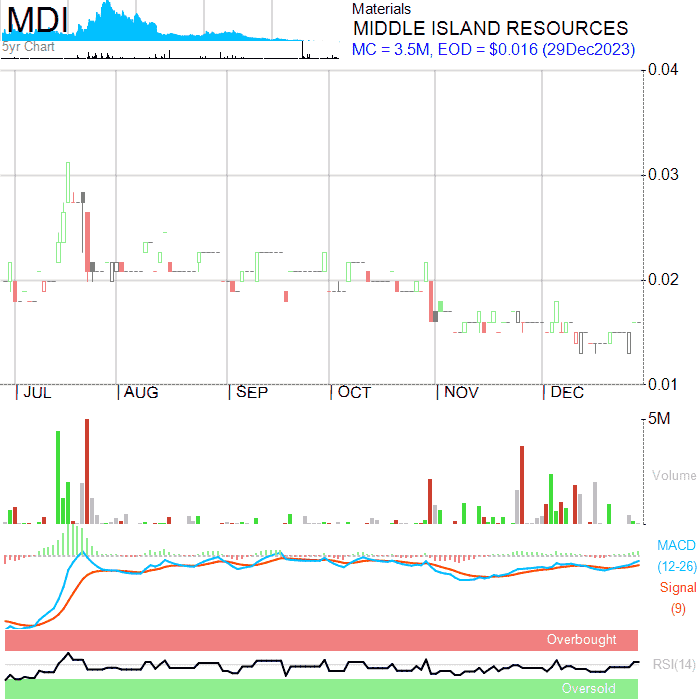 MDI
5yr Chart
Materials
MIDDLE ISLAND RESOURCES
MC = 3.5M, EOD = $0.016 (29Dec2023)
0.04
0.03
0.02
0.01
JUL AUG SEP OCT NOV DEC
5M
Volume
MACD
(12-26)
Signal
(9)
Overbought
RSI(14)
Oversold